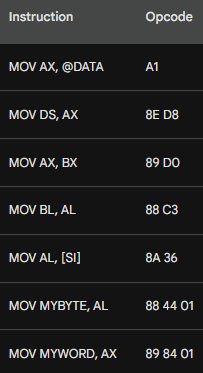 Instruction Opcode
MOV AX, @DATA A1
MOV DS, AX 8E D8
MOV AX, BX 89 D0
MOV BL, AL 88 C3
MOV AL, [SI] 8A 36
MOV MYBYTE, AL 88 44 01
MOV MYWORD, AX 89 84 01